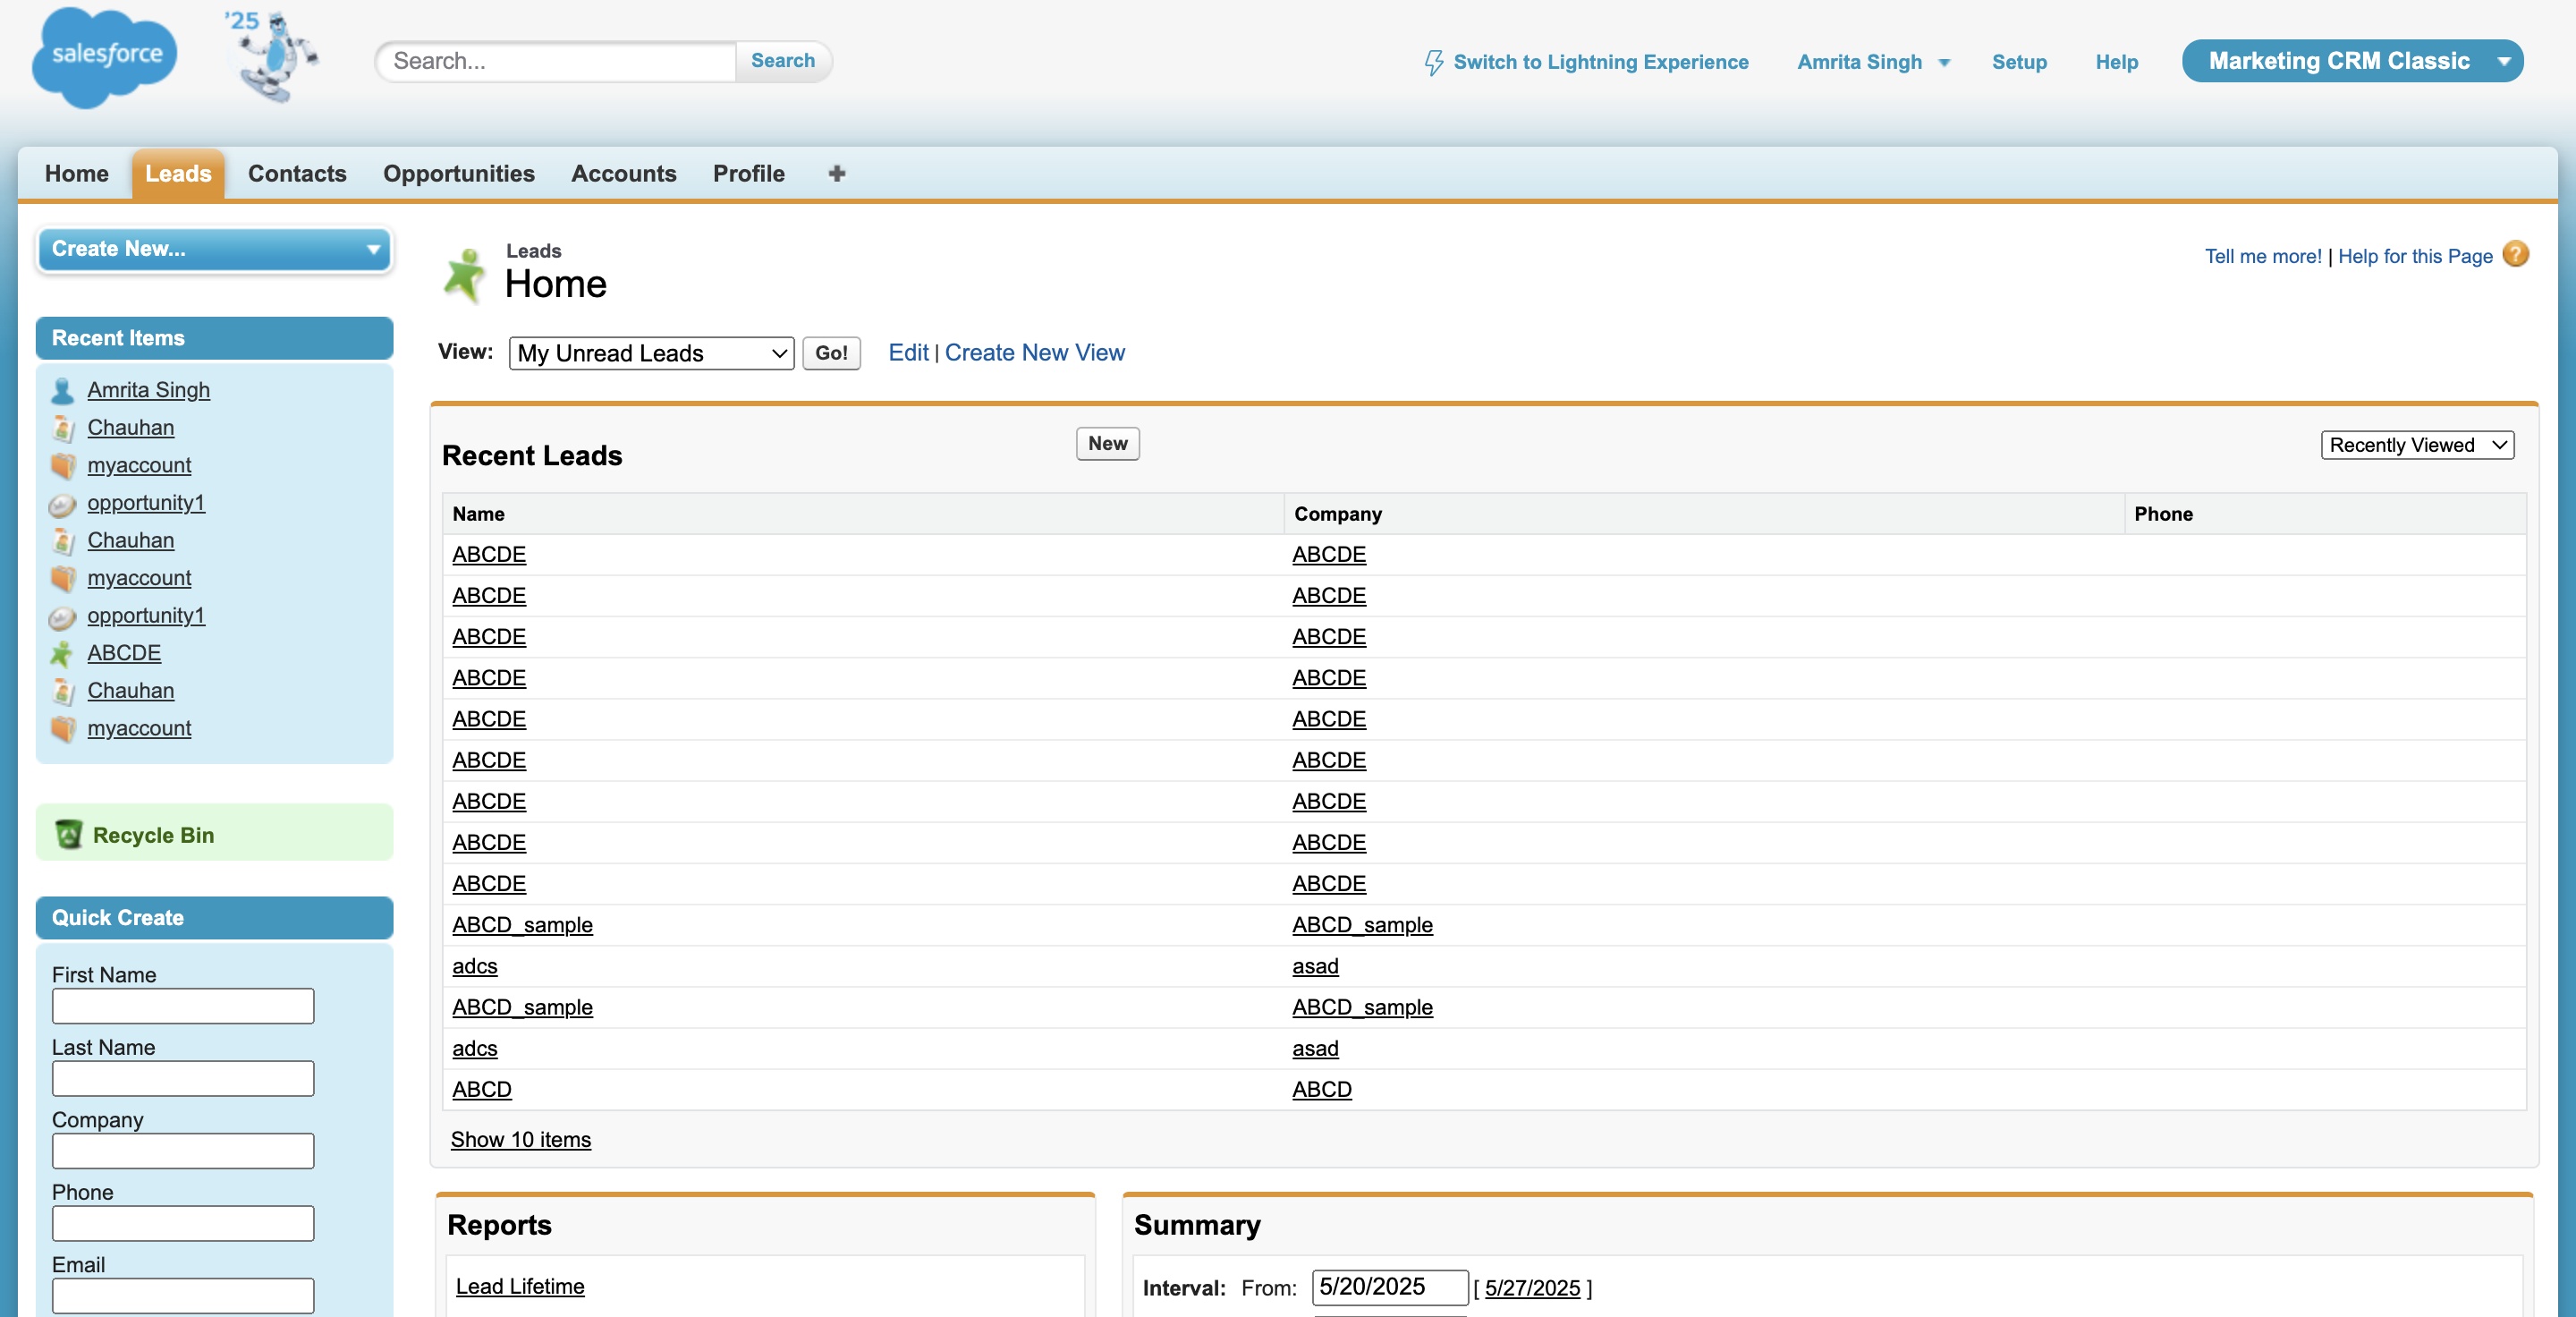 salesforce
'25
Search...
Search
Switch to Lightning Experience
Amrita Singh
Setup
Help
Marketing CRM Classic
Home Leads Contacts Opportunities Accounts Profile +
Create New...
Recent Items
Amrita Singh
Chauhan
myaccount
opportunity1
Chauhan
myaccount
opportunity1
ABCDE
Chauhan
myaccount
Recycle Bin
Quick Create
First Name
Last Name
Company
Phone
Email
Leads
Home
Tell me more! | Help for this Page ?
View: My Unread Leads Go! Edit | Create New View
Recent Leads New Recently Viewed
Name Company Phone
ABCDE ABCDE
ABCDE ABCDE
ABCDE ABCDE
ABCDE ABCDE
ABCDE ABCDE
ABCDE ABCDE
ABCDE ABCDE
ABCDE ABCDE
ABCDE ABCDE
ABCD_sample ABCD_sample
adcs asad
ABCD_sample ABCD_sample
adcs asad
ABCD ABCD
Show 10 items
Reports
Lead Lifetime
Summary
Interval: From: 5/20/2025 [ 5/27/2025 ]